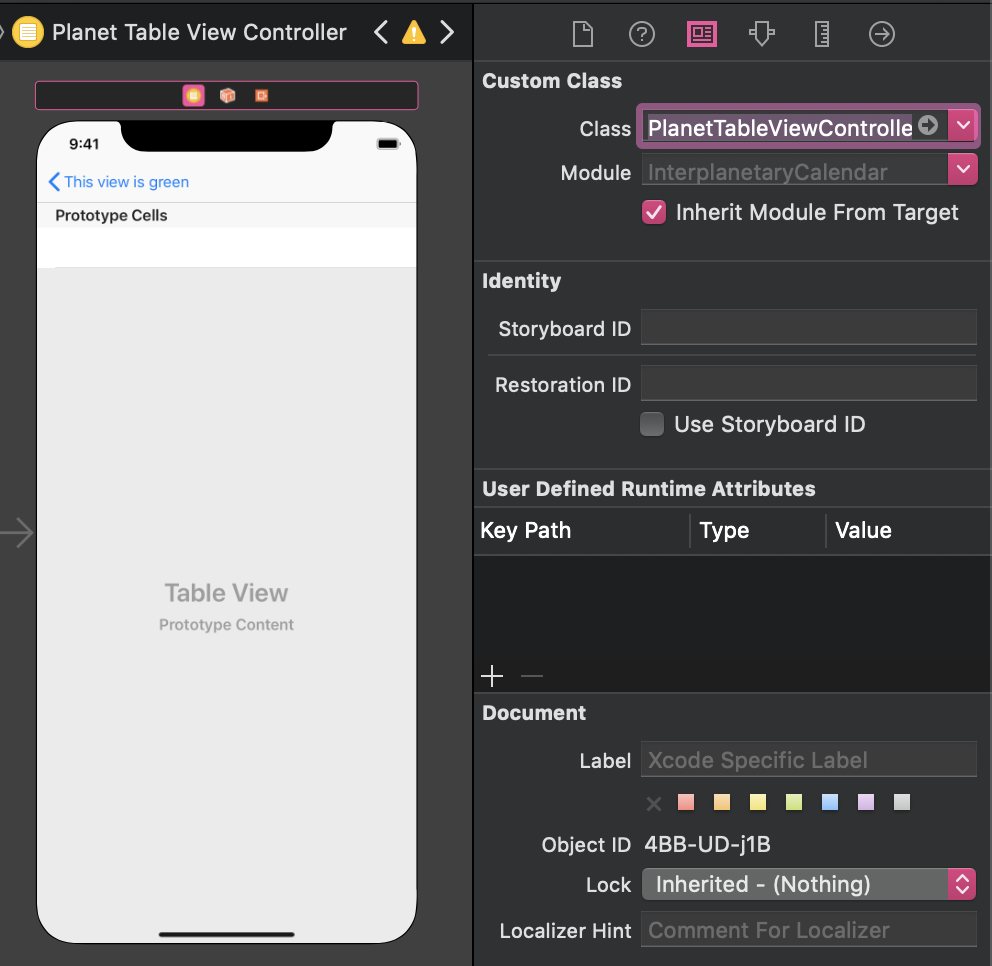 Planet Table View Controller
9:41
This view is green
Prototype Cells
Table View
Prototype Content
Custom Class
Class PlanetTableViewControlle
Module InterplanetaryCalendar
Inherit Module From Target
Identity
Storyboard ID
Restoration ID
Use Storyboard ID
User Defined Runtime Attributes
Key Path Type Value
Document
Label Xcode Specific Label
Object ID 4BB-UD-j1B
Lock Inherited - (Nothing)
Localizer Hint Comment For Localizer